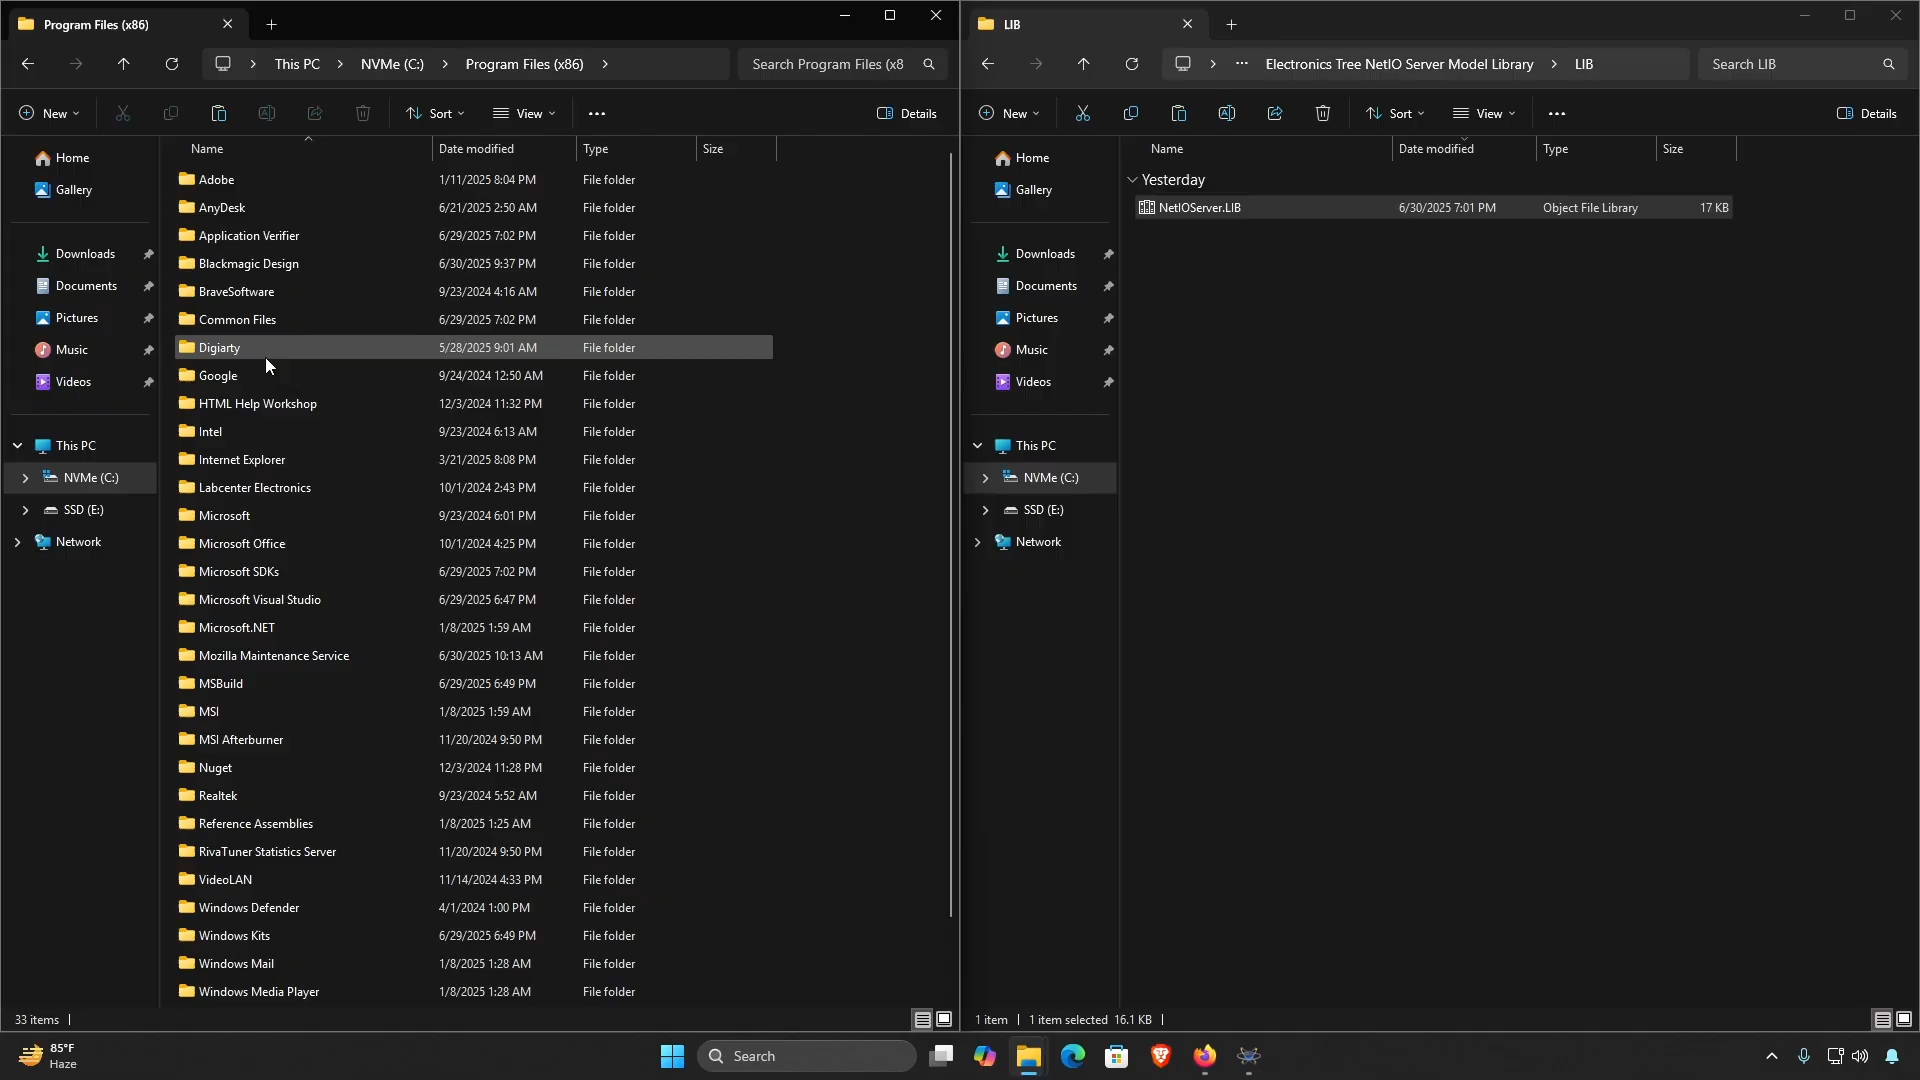 Program Files (x86)
This PC
NVMe (C:)
Program Files (x86)
Search Program Files (x8
New
Sort
View
Details
Home
Gallery
Downloads
Documents
Pictures
Music
Videos
This PC
NVMe (C:)
SSD (E:)
Network
Name Date modified Type Size
Adobe 1/11/2025 8:04 PM File folder
AnyDesk 6/21/2025 2:50 AM File folder
Application Verifier 6/29/2025 7:02 PM File folder
Blackmagic Design 6/30/2025 9:37 PM File folder
BraveSoftware 9/23/2024 4:16 AM File folder
Common Files 6/29/2025 7:02 PM File folder
Digiarty 5/28/2025 9:01 AM File folder
Google 9/24/2024 12:50 AM File folder
HTML Help Workshop 12/3/2024 11:32 PM File folder
Intel 9/23/2024 6:13 AM File folder
Internet Explorer 3/21/2025 8:08 PM File folder
Labcenter Electronics 10/1/2024 2:43 PM File folder
Microsoft 9/23/2024 6:01 PM File folder
Microsoft Office 10/1/2024 4:25 PM File folder
Microsoft SDKs 6/29/2025 7:02 PM File folder
Microsoft Visual Studio 6/29/2025 6:47 PM File folder
Microsoft.NET 1/8/2025 1:59 AM File folder
Mozilla Maintenance Service 6/30/2025 10:13 AM File folder
MSBuild 6/29/2025 6:49 PM File folder
MSI 1/8/2025 1:59 AM File folder
MSI Afterburner 11/20/2024 9:50 PM File folder
Nuget 12/3/2024 11:28 PM File folder
Realtek 9/23/2024 5:52 AM File folder
Reference Assemblies 1/8/2025 1:25 AM File folder
RivaTuner Statistics Server 11/20/2024 9:50 PM File folder
VideoLAN 11/14/2024 4:33 PM File folder
Windows Defender 4/1/2024 1:00 PM File folder
Windows Kits 6/29/2025 6:49 PM File folder
Windows Mail 1/8/2025 1:28 AM File folder
Windows Media Player 1/8/2025 1:28 AM File folder
33 items
LIB
Electronics Tree NetIO Server Model Library
LIB
Search LIB
New
Sort
View
Details
Home
Gallery
Downloads
Documents
Pictures
Music
Videos
This PC
NVMe (C:)
SSD (E:)
Network
Name Date modified Type Size
Yesterday
NetIOServer.LIB 6/30/2025 7:01 PM Object File Library 17 KB
1 item 1 item selected 16.1 KB
85°F
Haze
Search